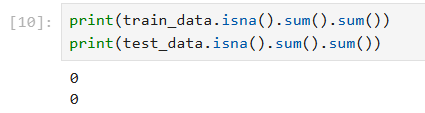 [10]: print(train_data.isna().sum().sum())
print(test_data.isna().sum().sum())
0
0